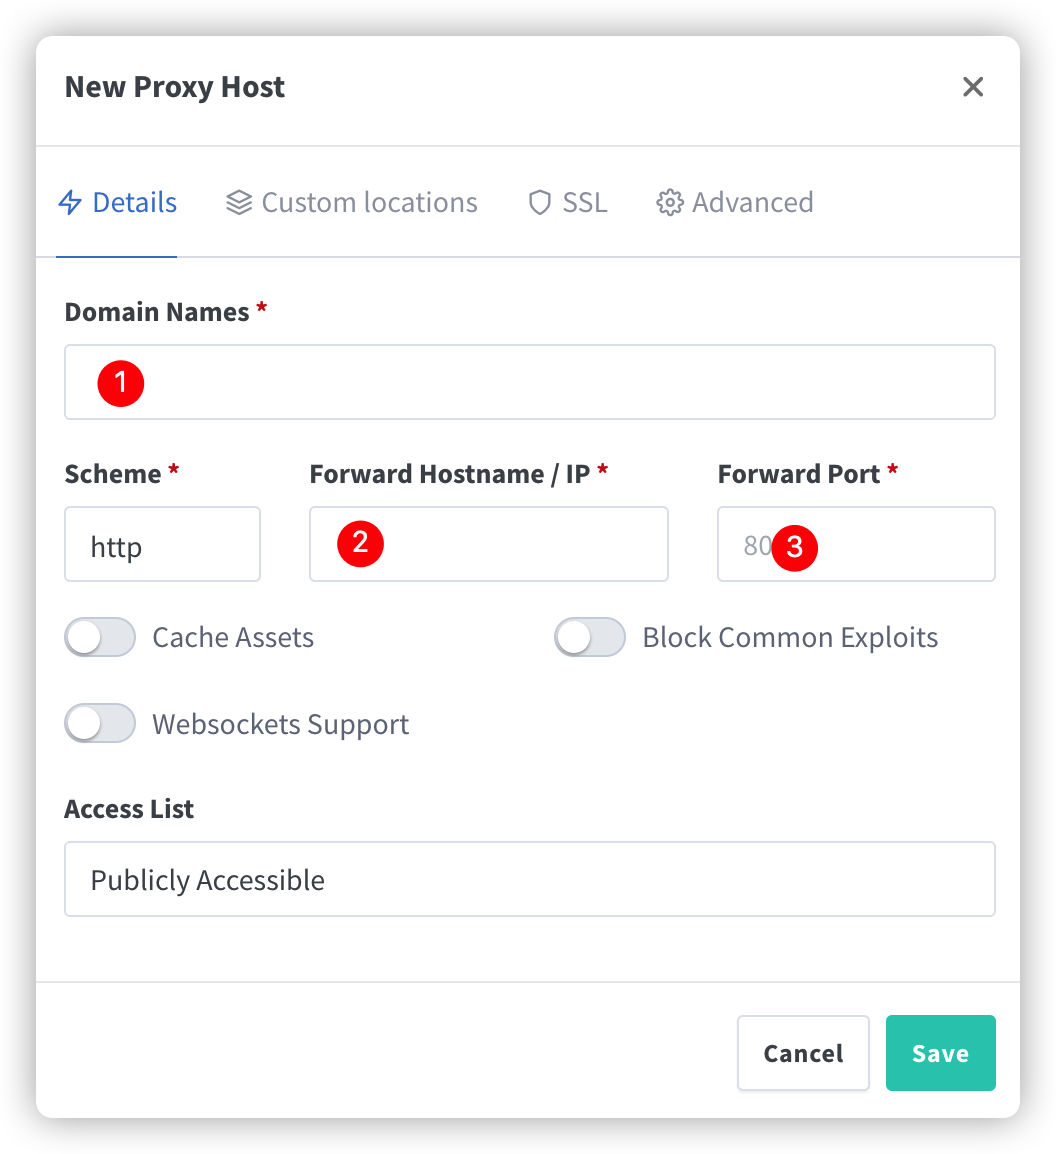 New Proxy Host
Details Custom locations SSL Advanced
Domain Names *
1
Scheme * Forward Hostname / IP * Forward Port *
http 2 80 3
Cache Assets Block Common Exploits
Websockets Support
Access List
Publicly Accessible
Cancel Save